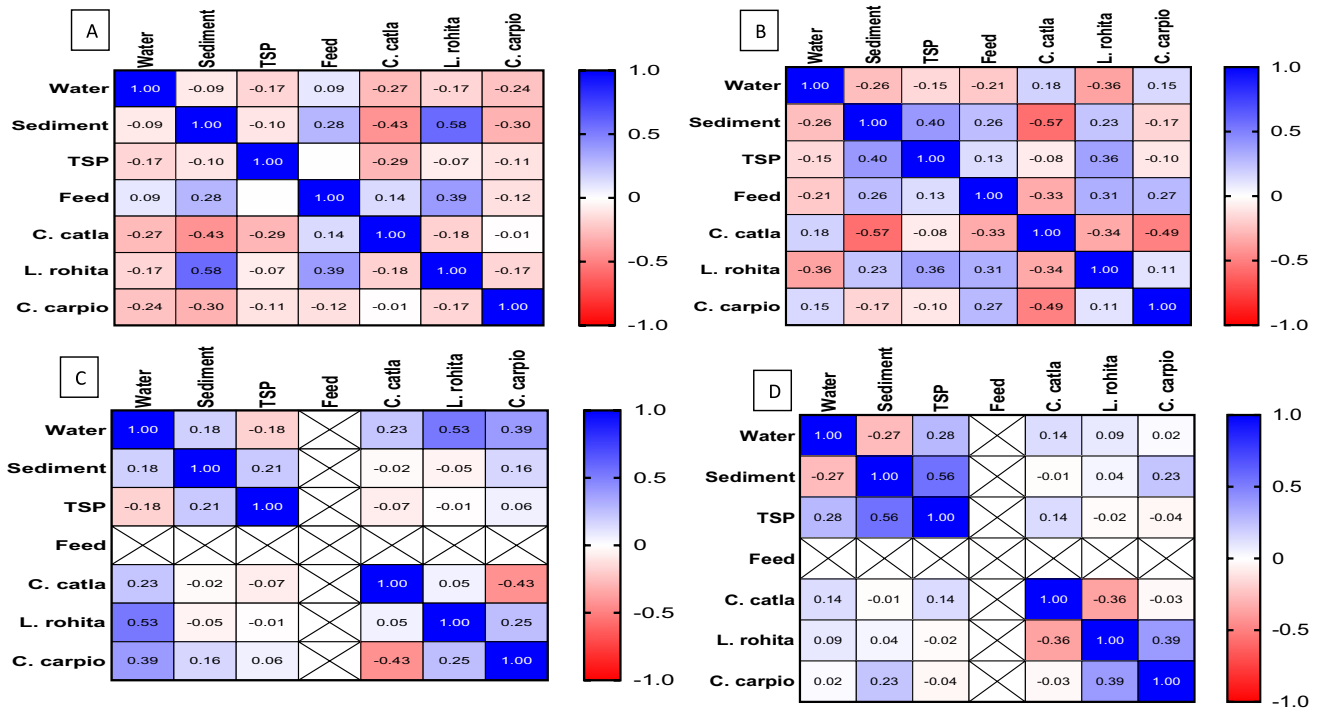 A
Water Sediment TSP Feed C. catla L. rohita C. carpio
Water 1.00 -0.09 -0.17 0.09 -0.27 -0.17 -0.24
Sediment -0.09 1.00 -0.10 0.28 -0.43 0.58 -0.30
TSP -0.17 -0.10 1.00 -0.29 -0.07 -0.11
Feed 0.09 0.28 1.00 0.14 0.39 -0.12
C. catla -0.27 -0.43 -0.29 0.14 1.00 -0.18 -0.01
L. rohita -0.17 0.58 -0.07 0.39 -0.18 1.00 -0.17
C. carpio -0.24 -0.30 -0.11 -0.12 -0.01 -0.17 1.00
1.0
0.5
0
-0.5
-1.0
B
Water Sediment TSP Feed C. catla L. rohita C. carpio
Water 1.00 -0.26 -0.15 -0.21 0.18 -0.36 0.15
Sediment -0.26 1.00 0.40 0.26 -0.57 0.23 -0.17
TSP -0.15 0.40 1.00 0.13 -0.08 0.36 -0.10
Feed -0.21 0.26 0.13 1.00 -0.33 0.31 0.27
C. catla 0.18 -0.57 -0.08 -0.33 1.00 -0.34 -0.49
L. rohita -0.36 0.23 0.36 0.31 -0.34 1.00 0.11
C. carpio 0.15 -0.17 -0.10 0.27 -0.49 0.11 1.00
1.0
0.5
0
-0.5
-1.0
C
Water Sediment TSP Feed C. catla L. rohita C. carpio
Water 1.00 0.18 -0.18 0.23 0.53 0.39
Sediment 0.18 1.00 0.21 -0.02 -0.05 0.16
TSP -0.18 0.21 1.00 -0.07 -0.01 0.06
Feed
C. catla 0.23 -0.02 -0.07 1.00 0.05 -0.43
L. rohita 0.53 -0.05 -0.01 0.05 1.00 0.25
C. carpio 0.39 0.16 0.06 -0.43 0.25 1.00
1.0
0.5
0
-0.5
-1.0
D
Water Sediment TSP Feed C. catla L. rohita C. carpio
Water 1.00 -0.27 0.28 0.14 0.09 0.02
Sediment -0.27 1.00 0.56 -0.01 0.04 0.23
TSP 0.28 0.56 1.00 0.14 -0.02 -0.04
Feed
C. catla 0.14 -0.01 0.14 1.00 -0.36 -0.03
L. rohita 0.09 0.04 -0.02 -0.36 1.00 0.39
C. carpio 0.02 0.23 -0.04 -0.03 0.39 1.00
1.0
0.5
0
-0.5
-1.0